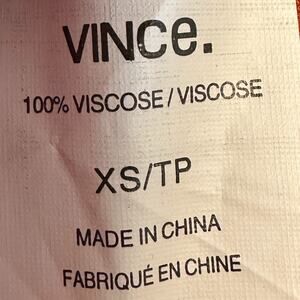 VINCe.
100% VISCOSE / VISCOSE
XS/TP
MADE IN CHINA
FABRIQUÉ EN CHINE